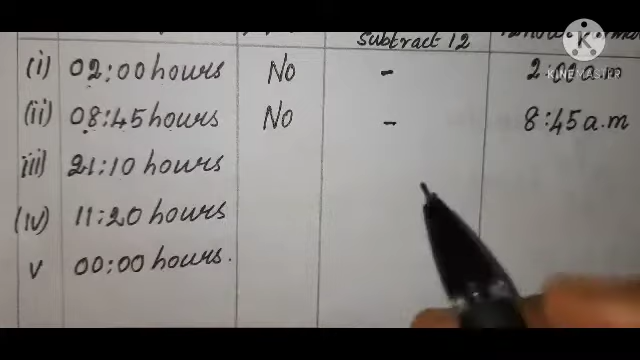 Subtract 12
(i) 02:00 hours No - 2:00 a.m
(ii) 08:45 hours No - 8:45 a.m
iii) 21:10 hours
(iv) 11:20 hours
v 00:00 hours.
KINEMASTER